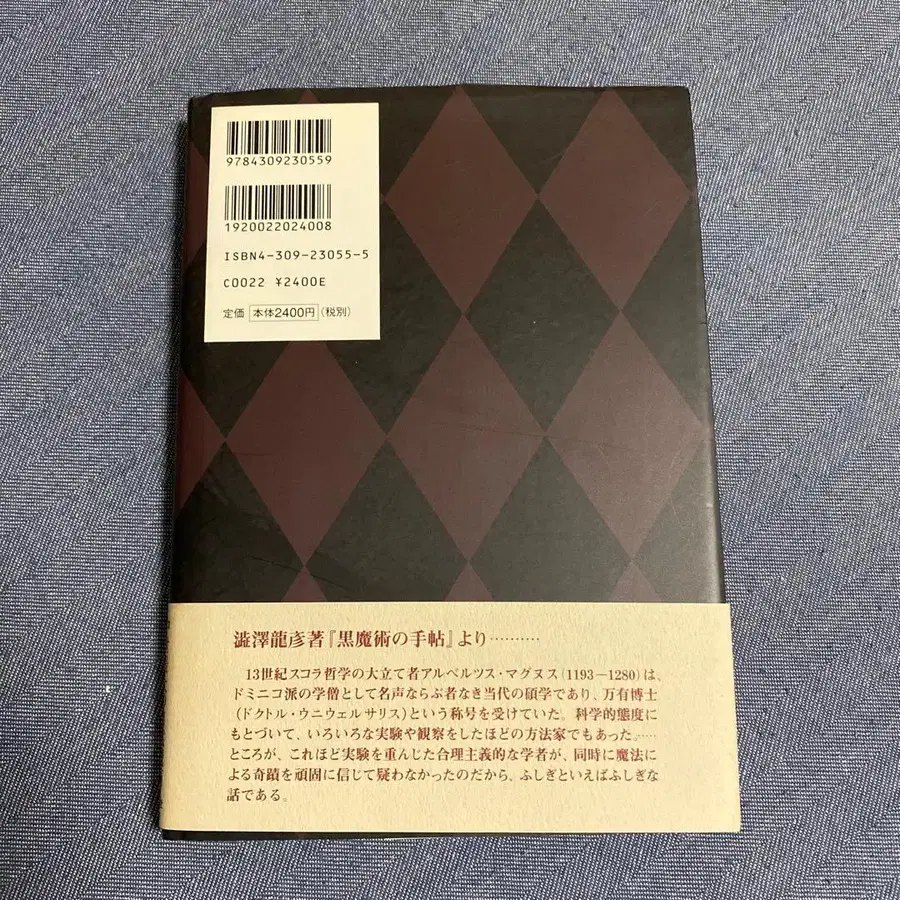 9784309230559
1920022024008
ISBN4-309-23055-5
C0022 ¥2400E
定価 本体2400円（税別）
澁澤龍彦著『黒魔術の手帖』より………
13世紀スコラ哲学の大立て者アルベルツス・マグヌス（1193－1280）は、
ドミニコ派の学僧として名声ならぶ者なき当代の碩学であり、万有博士
（ドクトル・ウニウェルサリス）という称号を受けていた。科学的態度に
もとづいて、いろいろな実験や観察をしたほどの方法家でもあった。……
ところが、これほど実験を重んじた合理主義的な学者が、同時に魔法に
よる奇蹟を頑固に信じて疑わなかったのだから、ふしぎといえばふしぎな
話である。